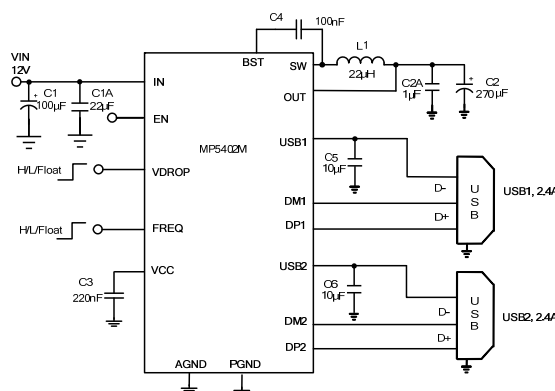 C4
100nF
VIN
12V
BST
L1
SW
22µH
IN
C1
100µF
C1A
22µF
C2A
1µF
C2
270µF
OUT
EN
MP5402M
USB1
C5
10µF
H/L/Float
VDROP
D-
USB
USB1, 2.4A
DM1
D+
DP1
H/L/Float
FREQ
VCC
USB2
C3
220nF
C6
10µF
D-
USB
USB2, 2.4A
DM2
D+
DP2
AGND
PGND